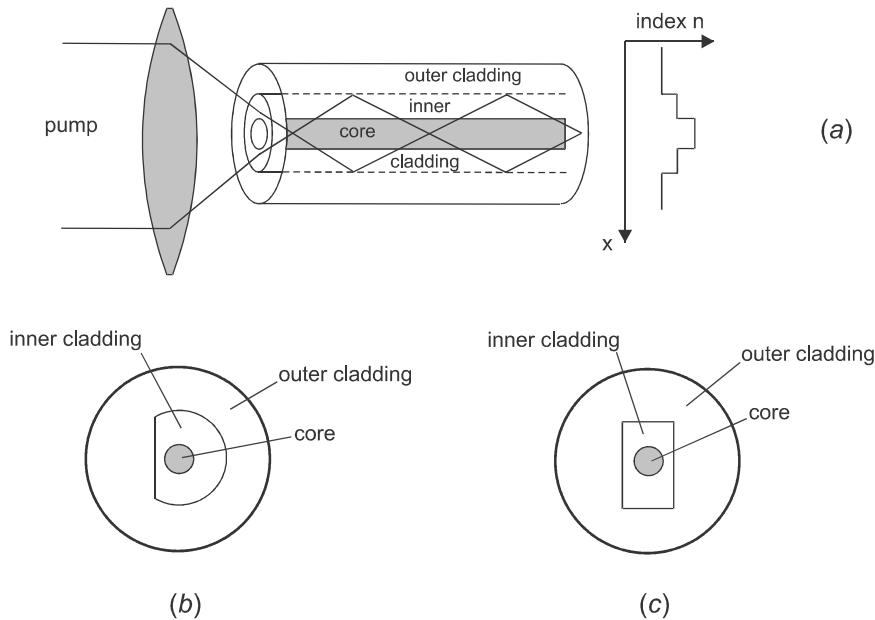 index n
outer cladding
inner
pump
core
(a)
cladding
x
inner cladding
outer cladding
core
(b)
inner cladding
outer cladding
core
(c)